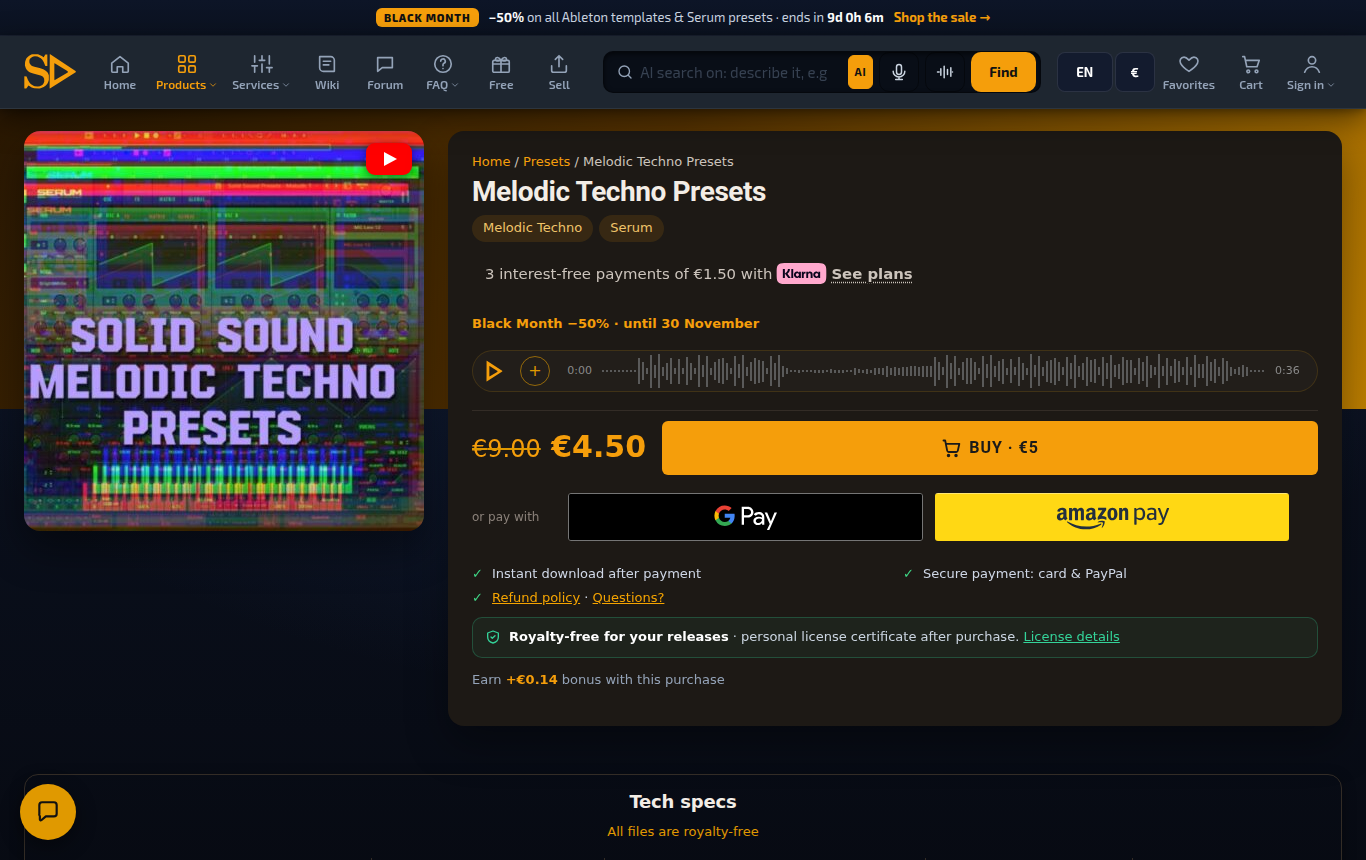 BLACK MONTH −50% on all Ableton templates & Serum presets · ends in 9d 0h 6m Shop the sale →
SD
Home Products Services Wiki Forum FAQ Free Sell
AI search on: describe it, e.g AI Find EN € Favorites Cart Sign in
SERUM
SERUM
SOLID SOUND
MELODIC TECHNO
PRESETS
Home / Presets / Melodic Techno Presets
Melodic Techno Presets
Melodic Techno Serum
3 interest-free payments of €1.50 with Klarna See plans
Black Month −50% · until 30 November
0:00 0:36
€9.00 €4.50 BUY · €5
or pay with G Pay amazon pay
✓ Instant download after payment ✓ Secure payment: card & PayPal
✓ Refund policy · Questions?
Royalty-free for your releases · personal license certificate after purchase. License details
Earn +€0.14 bonus with this purchase
Tech specs
All files are royalty-free